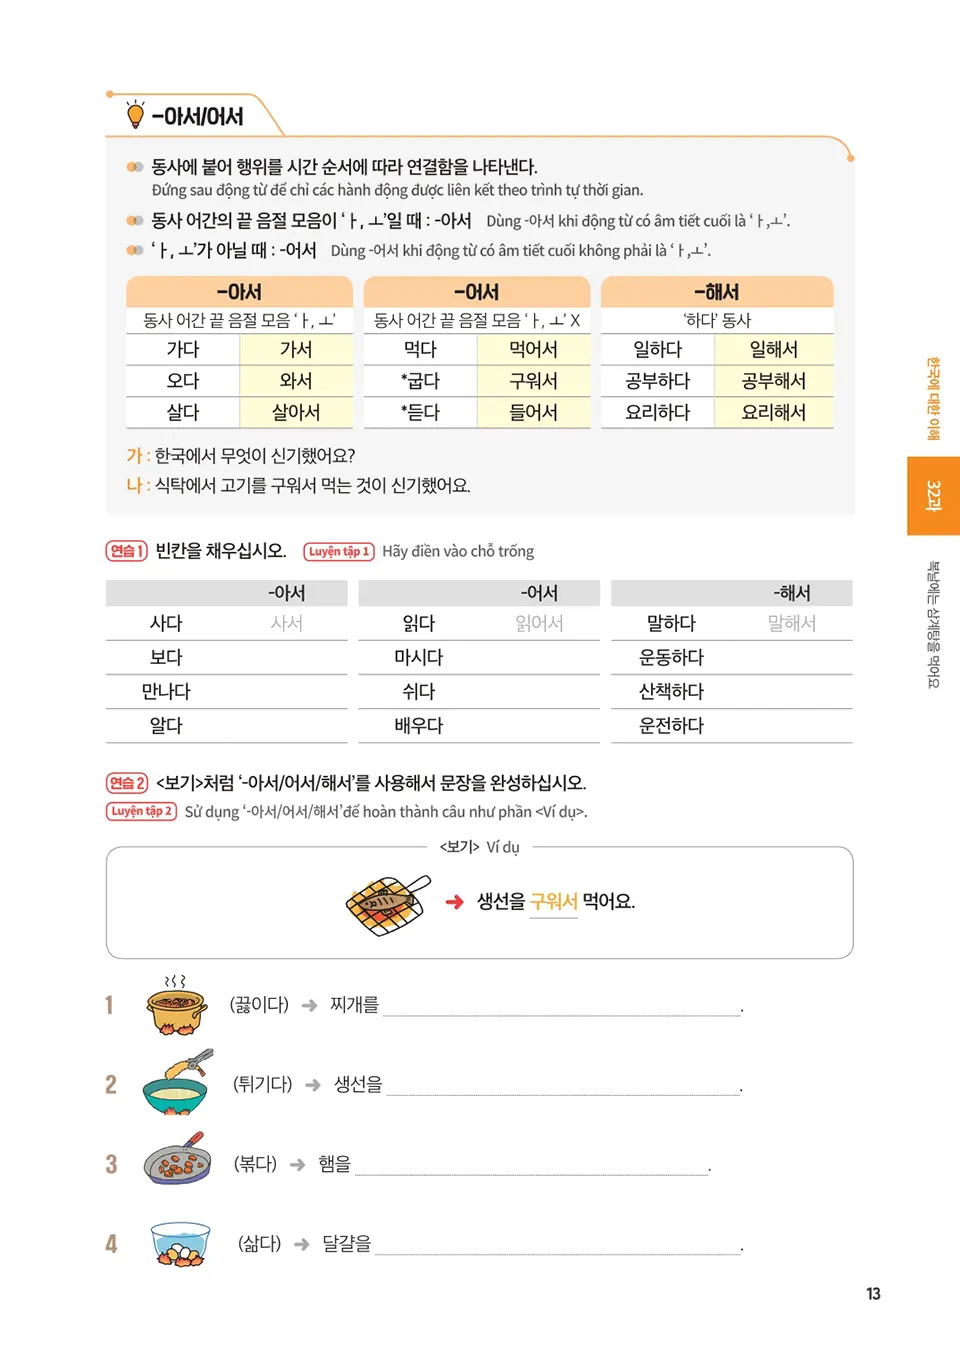 -아서/어서
동사에 붙어 행위를 시간 순서에 따라 연결함을 나타낸다.
Đứng sau động từ để chỉ các hành động được liên kết theo trình tự thời gian.
동사 어간의 끝 음절 모음이 ‘ㅏ, ㅗ’일 때 : -아서 Dùng -아서 khi động từ có âm tiết cuối là ‘ㅏ,ㅗ’.
‘ㅏ, ㅗ’가 아닐 때 : -어서 Dùng -어서 khi động từ có âm tiết cuối không phải là ‘ㅏ,ㅗ’.
-아서 -어서 -해서
동사 어간 끝 음절 모음 ‘ㅏ, ㅗ’ 동사 어간 끝 음절 모음 ‘ㅏ, ㅗ’ X ‘하다’ 동사
가다 가서 먹다 먹어서 일하다 일해서
오다 와서 *굽다 구워서 공부하다 공부해서
살다 살아서 *듣다 들어서 요리하다 요리해서
가 : 한국에서 무엇이 신기했어요?
나 : 식탁에서 고기를 구워서 먹는 것이 신기했어요.
연습 1 빈칸을 채우십시오. Luyện tập 1 Hãy điền vào chỗ trống
-아서 -어서 -해서
사다 사서 읽다 읽어서 말하다 말해서
보다 마시다 운동하다
만나다 쉬다 산책하다
알다 배우다 운전하다
연습 2 <보기>처럼 ‘-아서/어서/해서’를 사용해서 문장을 완성하십시오.
Luyện tập 2 Sử dụng ‘-아서/어서/해서’để hoàn thành câu như phần <Ví dụ>.
<보기> Ví dụ
➜ 생선을 구워서 먹어요.
1 (끓이다) ➜ 찌개를 .
2 (튀기다) ➜ 생선을 .
3 (볶다) ➜ 햄을 .
4 (삶다) ➜ 달걀을 .
한국에 대한 이해
32과
복날에는 삼계탕을 먹어요
13